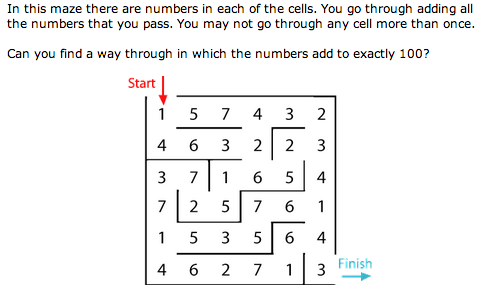 In this maze there are numbers in each of the cells. You go through adding all
the numbers that you pass. You may not go through any cell more than once.
Can you find a way through in which the numbers add to exactly 100?
Start
1 5 7 4 3 2
4 6 3 2 2 3
3 7 1 6 5 4
7 2 5 7 6 1
1 5 3 5 6 4
4 6 2 7 1 3 Finish